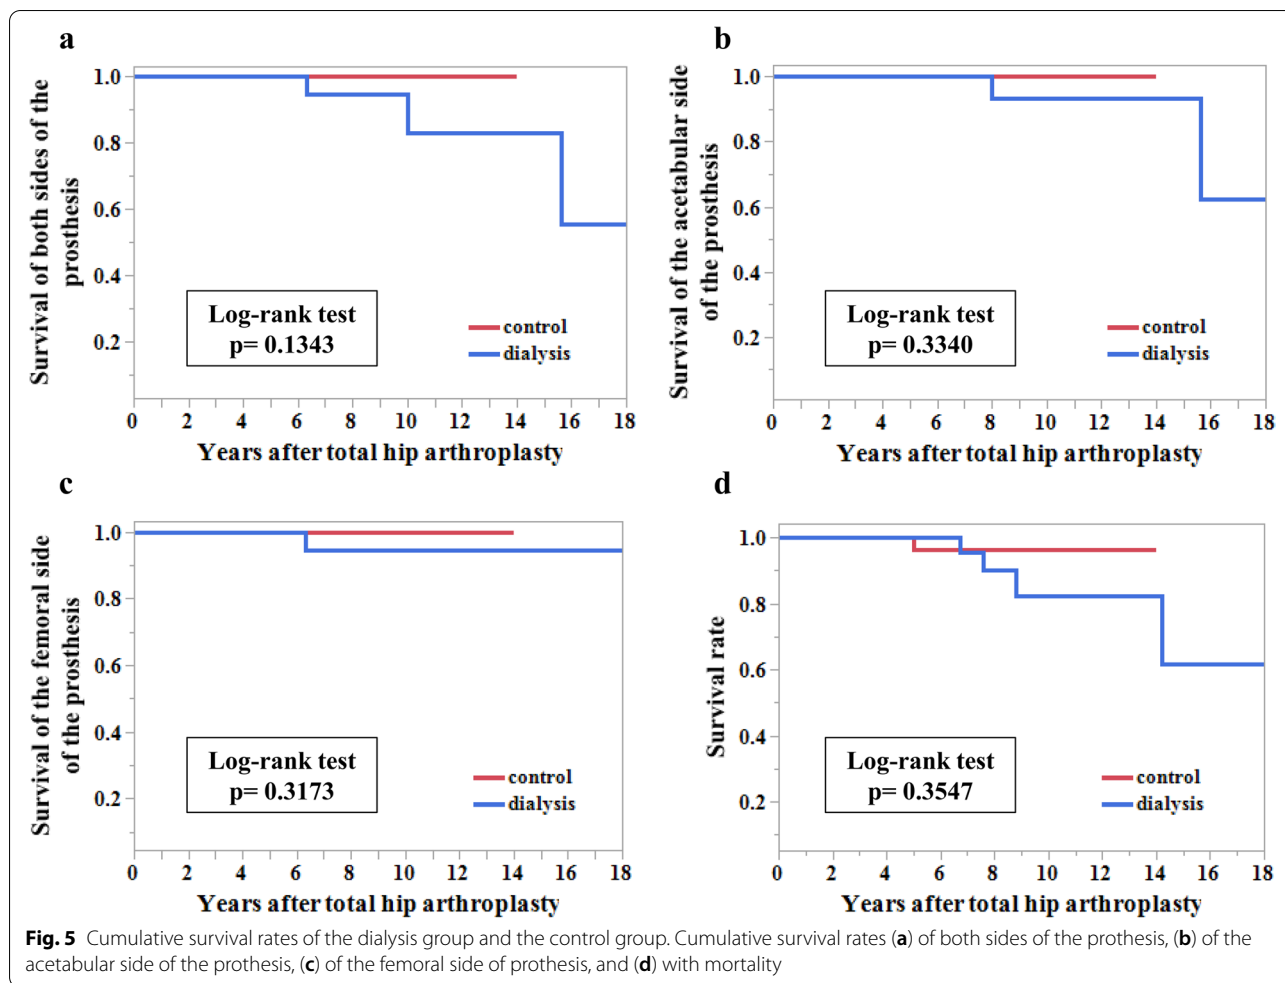 a
Survival of both sides of the
prosthesis
1.0
0.8
0.6
0.4
0.2
Log-rank test
p= 0.1343
control
dialysis
0 2 4 6 8 10 12 14 16 18
Years after total hip arthroplasty
b
Survival of the acetabular side
of the prosthesis
1.0
0.8
0.6
0.4
0.2
Log-rank test
p= 0.3340
control
dialysis
0 2 4 6 8 10 12 14 16 18
Years after total hip arthroplasty
c
Survival of the femoral side
of the prosthesis
1.0
0.8
0.6
0.4
0.2
Log-rank test
p= 0.3173
control
dialysis
0 2 4 6 8 10 12 14 16 18
Years after total hip arthroplasty
d
Survival rate
1.0
0.8
0.6
0.4
0.2
Log-rank test
p= 0.3547
control
dialysis
0 2 4 6 8 10 12 14 16 18
Years after total hip arthroplasty
Fig. 5 Cumulative survival rates of the dialysis group and the control group. Cumulative survival rates (a) of both sides of the prothesis, (b) of the
acetabular side of the prothesis, (c) of the femoral side of prothesis, and (d) with mortality